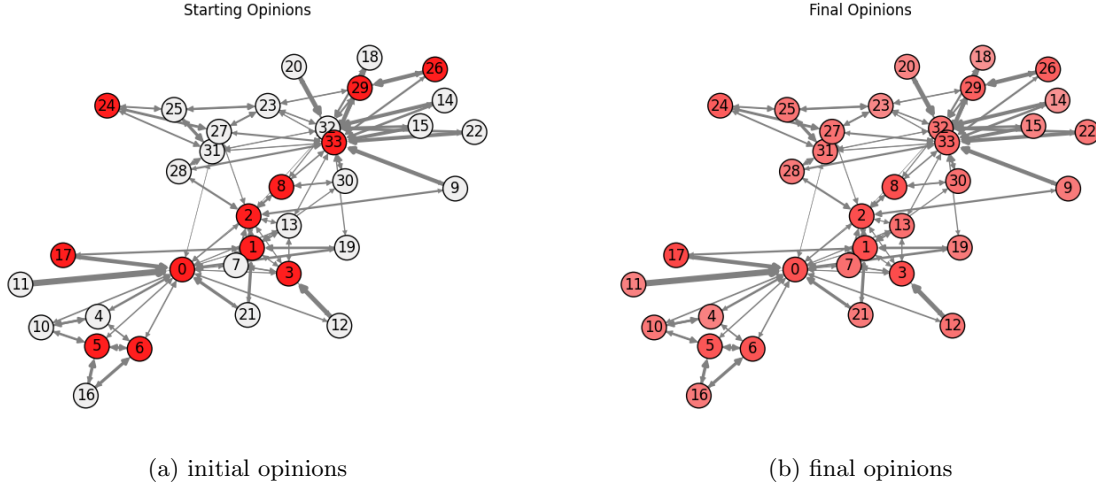 Starting Opinions
Final Opinions
20 18 29 26 24 25 23 14 27 32 15 22 31 33 28 8 30 9 2 13 17 1 19 0 7 3 11 21 12 10 4 5 6 16
20 18 29 26 24 25 23 14 27 32 15 22 31 33 28 8 30 9 2 13 17 1 19 0 7 3 11 21 12 10 4 5 6 16
(a) initial opinions
(b) final opinions